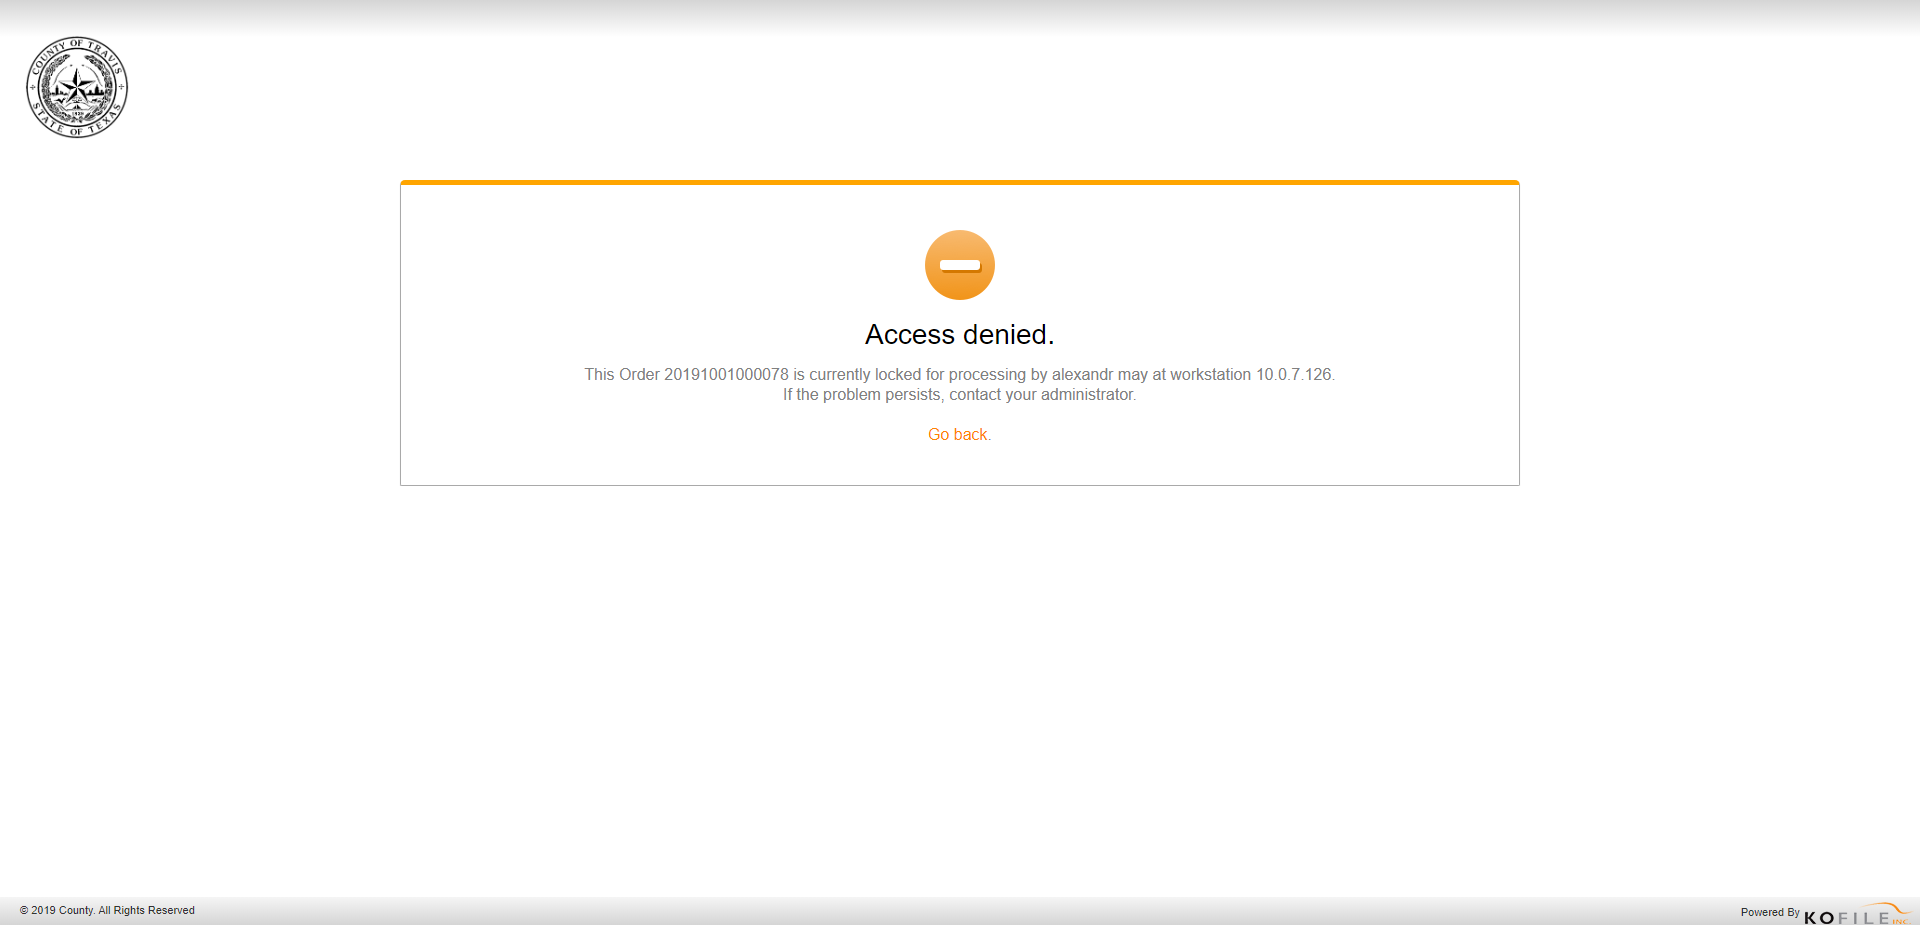 COUNTY OF TRAVIS
STATE OF TEXAS
Access denied.
This Order 20191001000078 is currently locked for processing by alexandr may at workstation 10.0.7.126.
If the problem persists, contact your administrator.
Go back.
© 2019 County. All Rights Reserved
Powered By KOFILE INC.